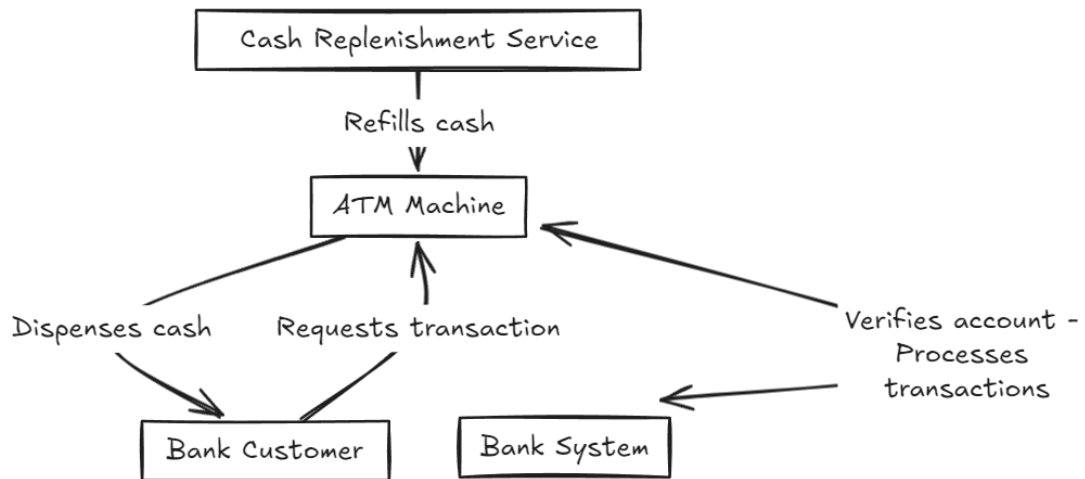 Cash Replenishment Service
Refills cash
ATM Machine
Dispenses cash
Requests transaction
Verifies account -
Processes
transactions
Bank Customer
Bank System